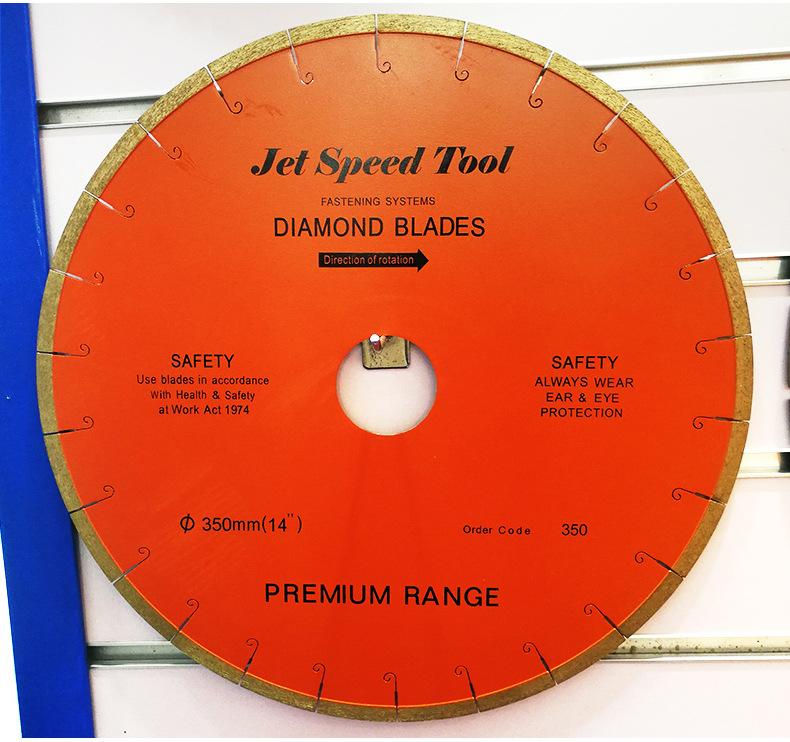 Jet Speed Tool
FASTENING SYSTEMS
DIAMOND BLADES
Direction of rotation
SAFETY
Use blades in accordance
With Health & Safety
at Work Act 1974
SAFETY
ALWAYS WEAR
EAR & EYE
PROTECTION
ϕ 350mm(14")
Order Code 350
PREMIUM RANGE